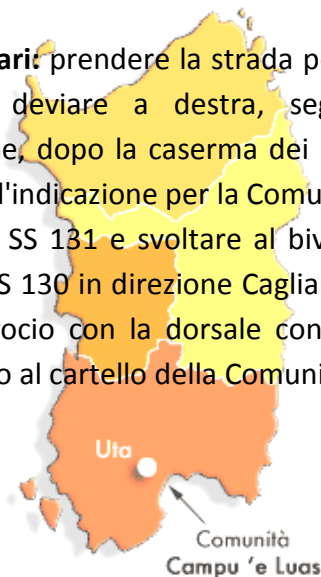 ari: prendere la strada p
deviare a destra, seg
e, dopo la caserma dei
l'indicazione per la Comu
SS 131 e svoltare al biv
S 130 in direzione Caglia
ocio con la dorsale con
o al cartello della Comuni
Uta
Comunità
Campu 'e Luas